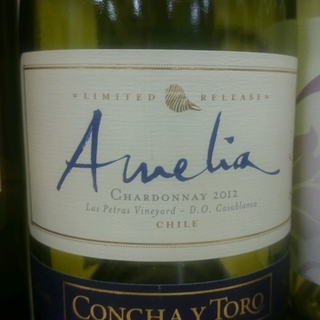 LIMITED RELEASE
Amelia
CHARDONNAY 2012
Las Petras Vineyard - D.O. Casablanca
CHILE
CONCHA Y TORO